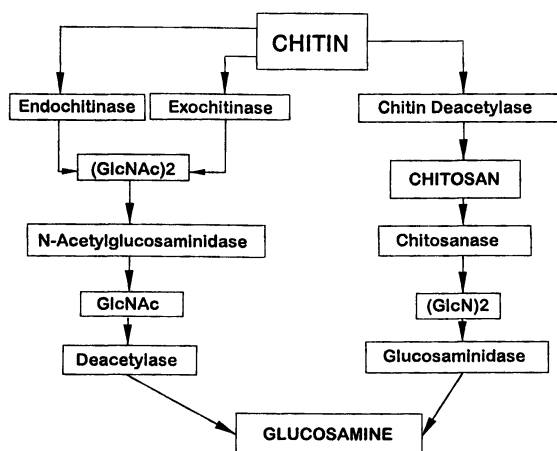 CHITIN
Endochitinase
Exochitinase
Chitin Deacetylase
(GlcNAc)2
CHITOSAN
N-Acetylglucosaminidase
Chitosanase
GlcNAc
(GlcN)2
Deacetylase
Glucosaminidase
GLUCOSAMINE